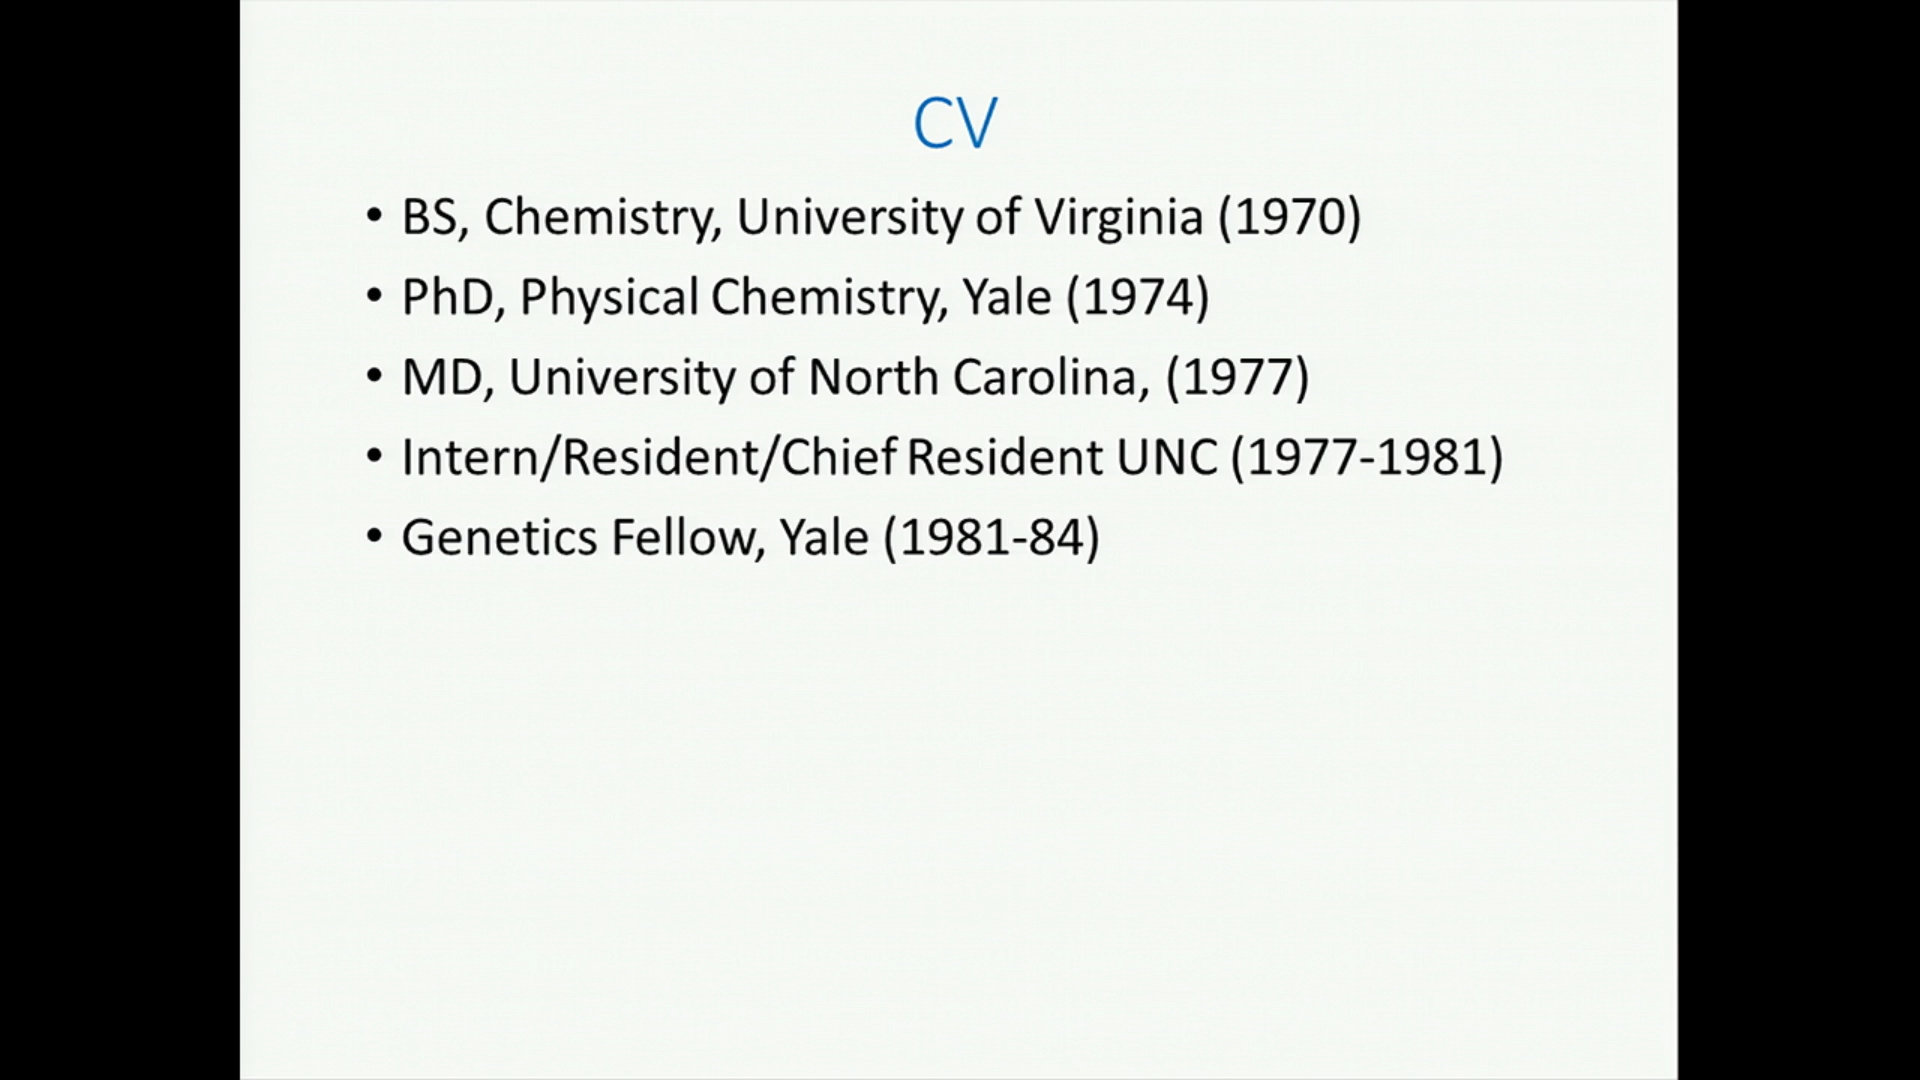 CV
• BS, Chemistry, University of Virginia (1970)
• PhD, Physical Chemistry, Yale (1974)
• MD, University of North Carolina, (1977)
• Intern/Resident/Chief Resident UNC (1977-1981)
• Genetics Fellow, Yale (1981-84)